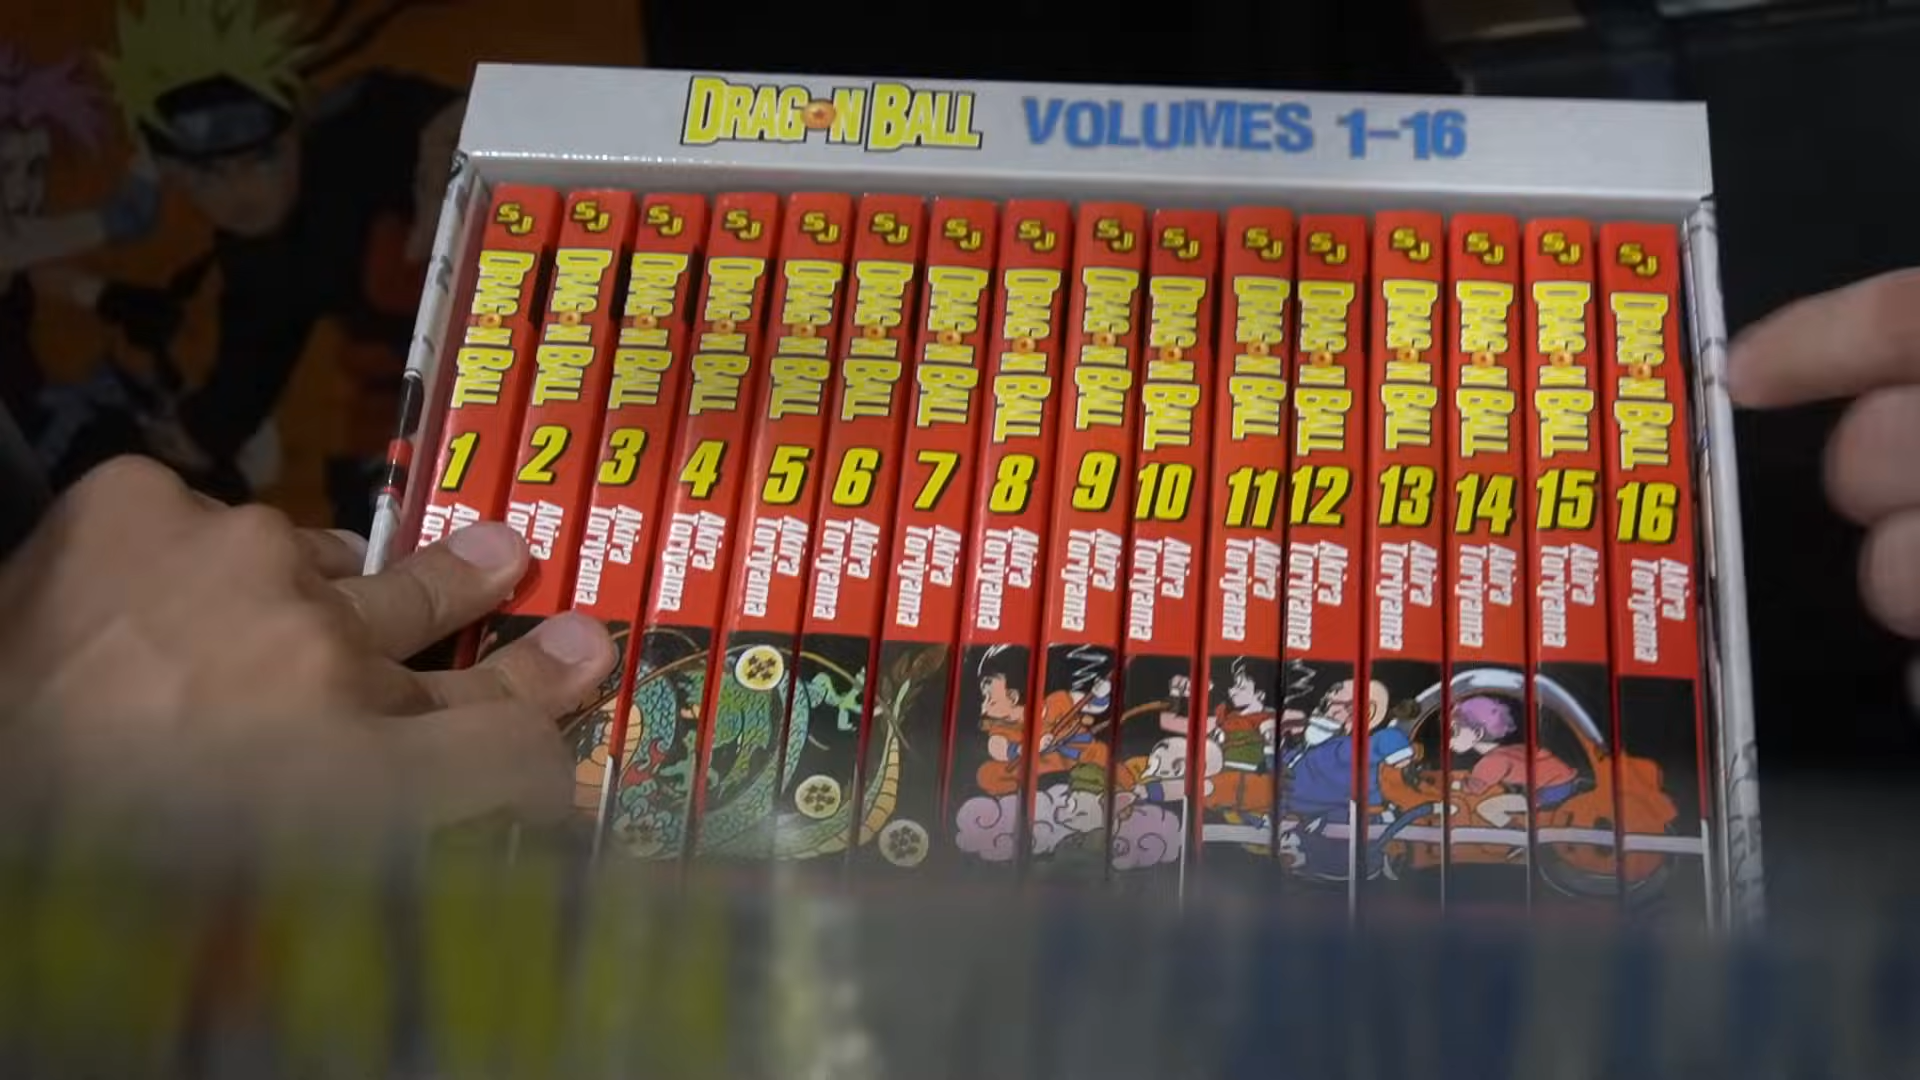 DRAGON BALL VOLUMES 1-16
SJ DRAGON BALL 1
SJ DRAGON BALL 2 Akira
SJ DRAGON BALL 3 Akira Toriyama
SJ DRAGON BALL 4 Akira Toriyama
SJ DRAGON BALL 5 Akira Toriyama
SJ DRAGON BALL 6 Akira Toriyama
SJ DRAGON BALL 7 Akira Toriyama
SJ DRAGON BALL 8 Akira Toriyama
SJ DRAGON BALL 9 Akira Toriyama
SJ DRAGON BALL 10 Akira Toriyama
SJ DRAGON BALL 11 Akira Toriyama
SJ DRAGON BALL 12 Akira Toriyama
SJ DRAGON BALL 13 Akira Toriyama
SJ DRAGON BALL 14 Akira Toriyama
SJ DRAGON BALL 15 Akira Toriyama
SJ DRAGON BALL 16 Akira Toriyama